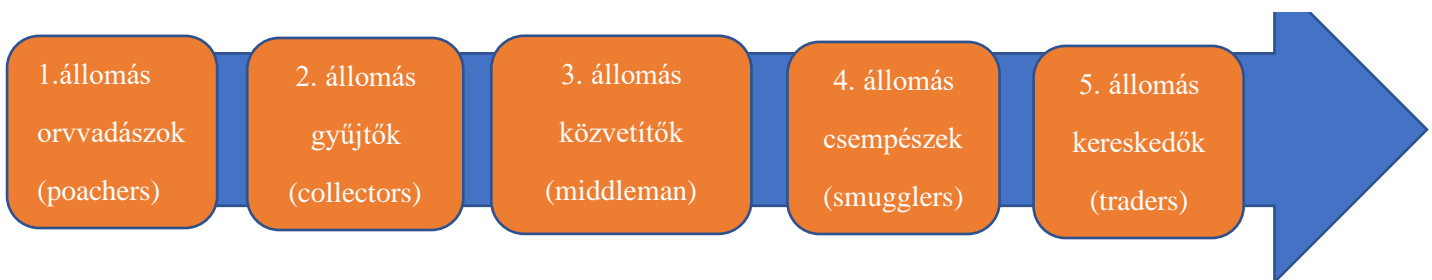 1.állomás
orvvadászok
(poachers)
2. állomás
gyűjtők
(collectors)
3. állomás
közvetítők
(middleman)
4. állomás
csempészek
(smugglers)
5. állomás
kereskedők
(traders)